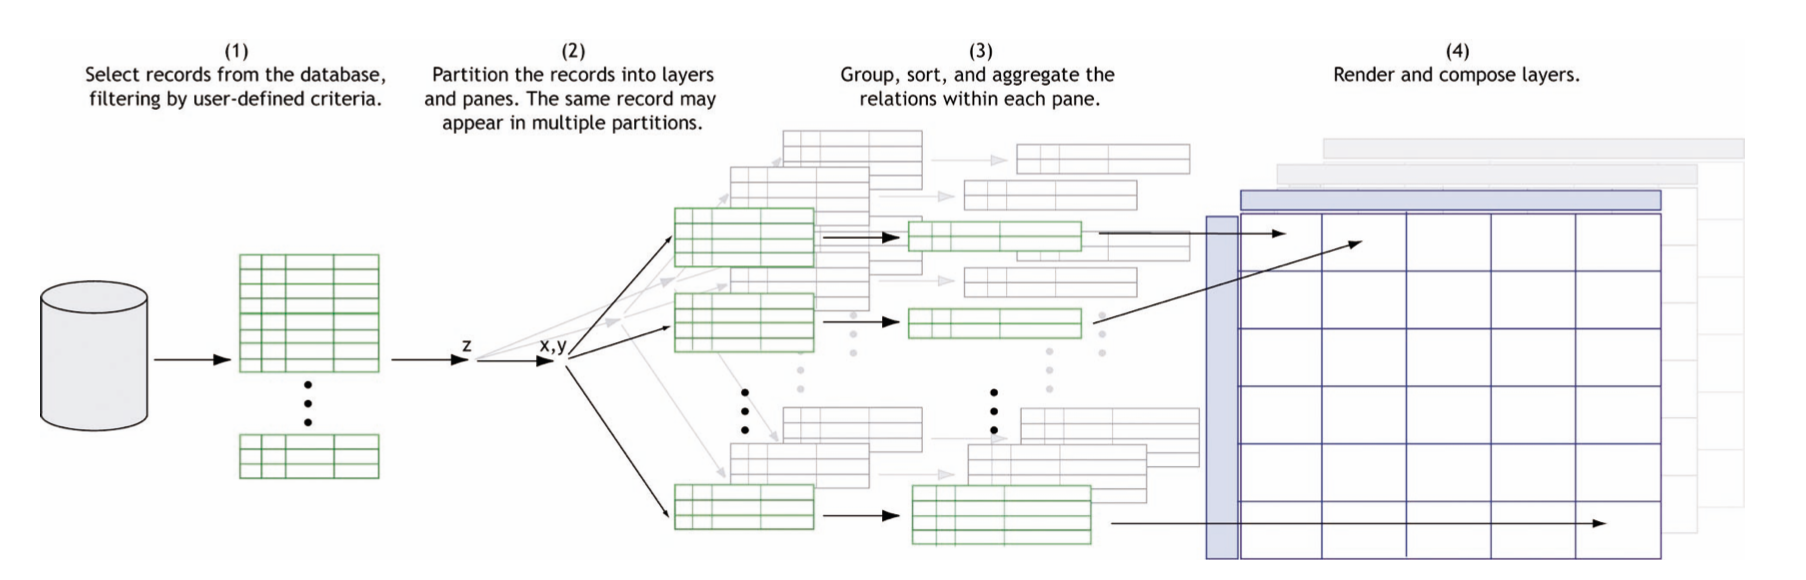 (1)
Select records from the database,
filtering by user-defined criteria.
(2)
Partition the records into layers
and panes. The same record may
appear in multiple partitions.
(3)
Group, sort, and aggregate the
relations within each pane.
(4)
Render and compose layers.
z
x,y